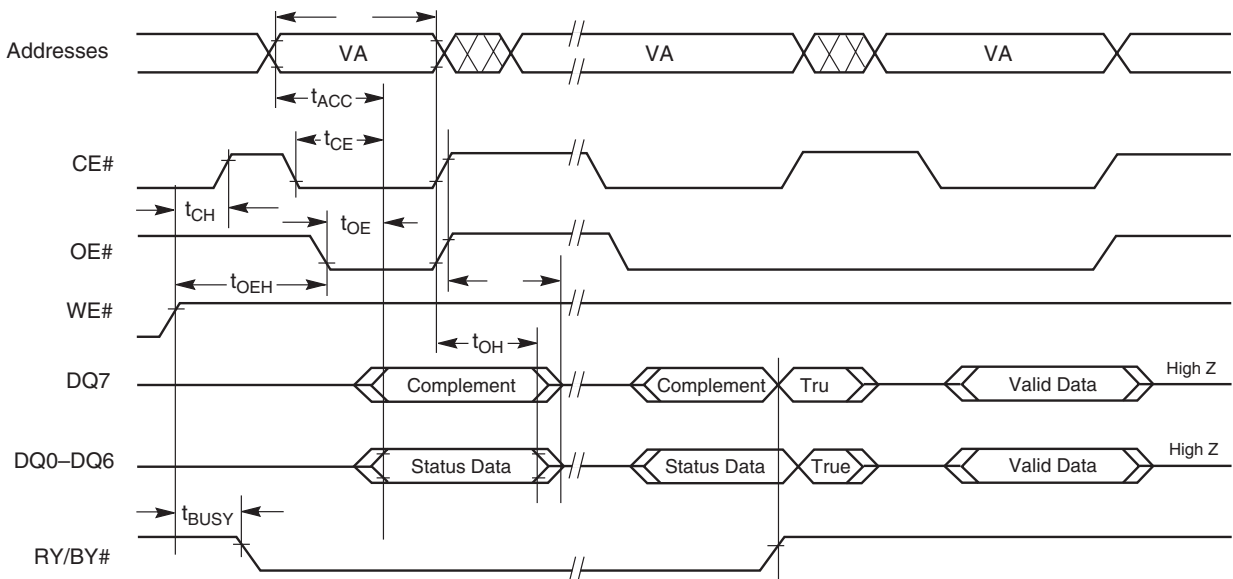 Addresses VA VA VA
tACC
tCE
CE#
tCH
tOE
OE#
tOEH
WE#
tOH
DQ7 Complement Complement Tru Valid Data High Z
DQ0–DQ6 Status Data Status Data True Valid Data High Z
tBUSY
RY/BY#